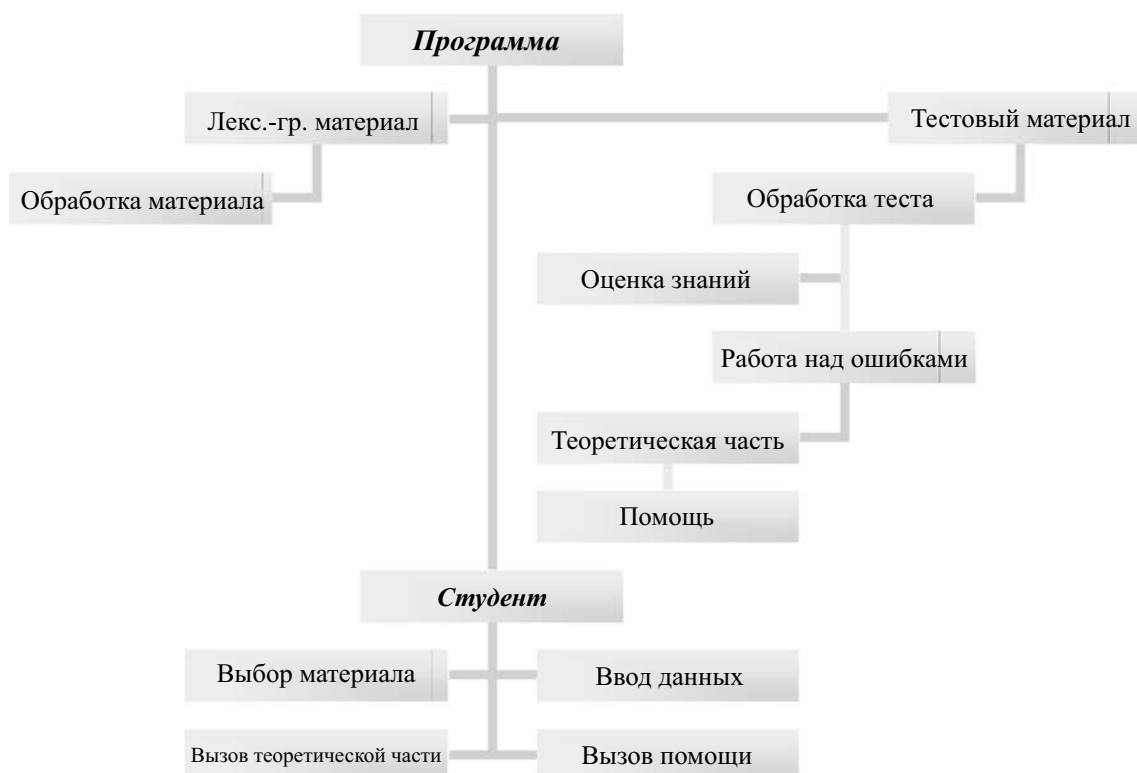 Программа
Лекс.-гр. материал
Тестовый материал
Обработка материала
Обработка теста
Оценка знаний
Работа над ошибками
Теоретическая часть
Помощь
Студент
Выбор материала
Ввод данных
Вызов теоретической части
Вызов помощи